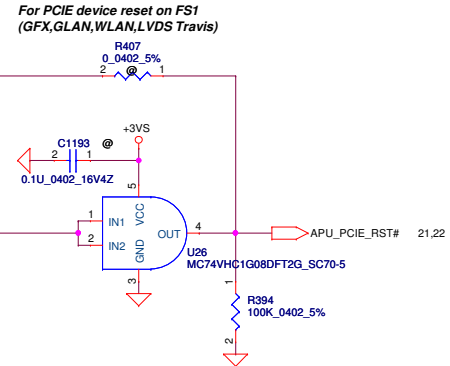 For PCIE device reset on FS1
(GFX,GLAN,WLAN,LVDS Travis)
R407
0_0402_5%
2 @ 1
+3VS
C1193 @
2 1
0.1U_0402_16V4Z
5
1 IN1 VCC
OUT 4
2 IN2 GND
APU_PCIE_RST# 21,22
U26
MC74VHC1G08DFT2G_SC70-5
3
1
R394
100K_0402_5%
2